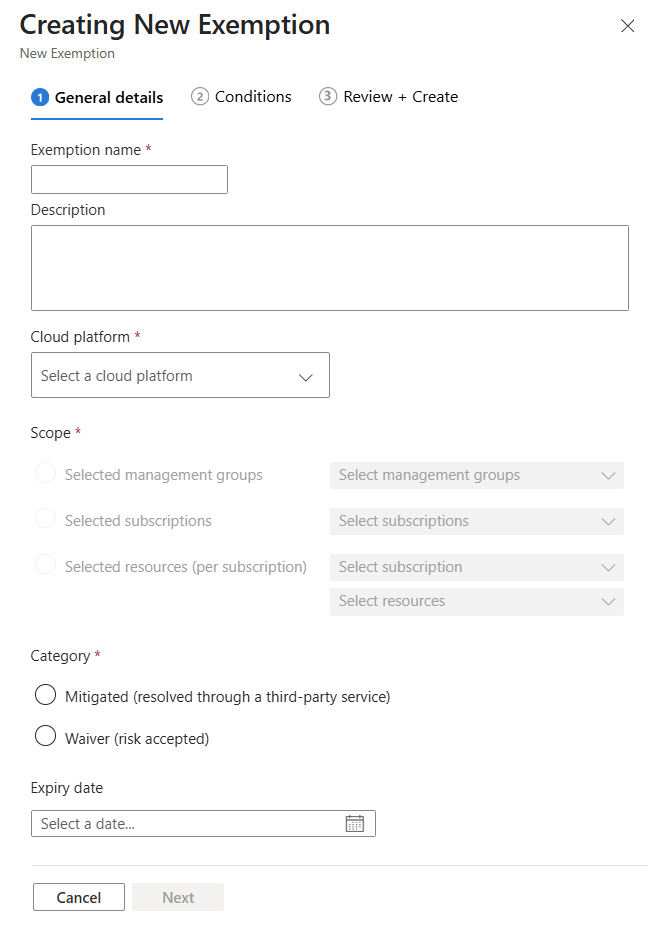 Creating New Exemption
New Exemption
1 General details 2 Conditions 3 Review + Create
Exemption name *
Description
Cloud platform *
Select a cloud platform
Scope *
Selected management groups Select management groups
Selected subscriptions Select subscriptions
Selected resources (per subscription) Select subscription
Select resources
Category *
Mitigated (resolved through a third-party service)
Waiver (risk accepted)
Expiry date
Select a date...
Cancel Next